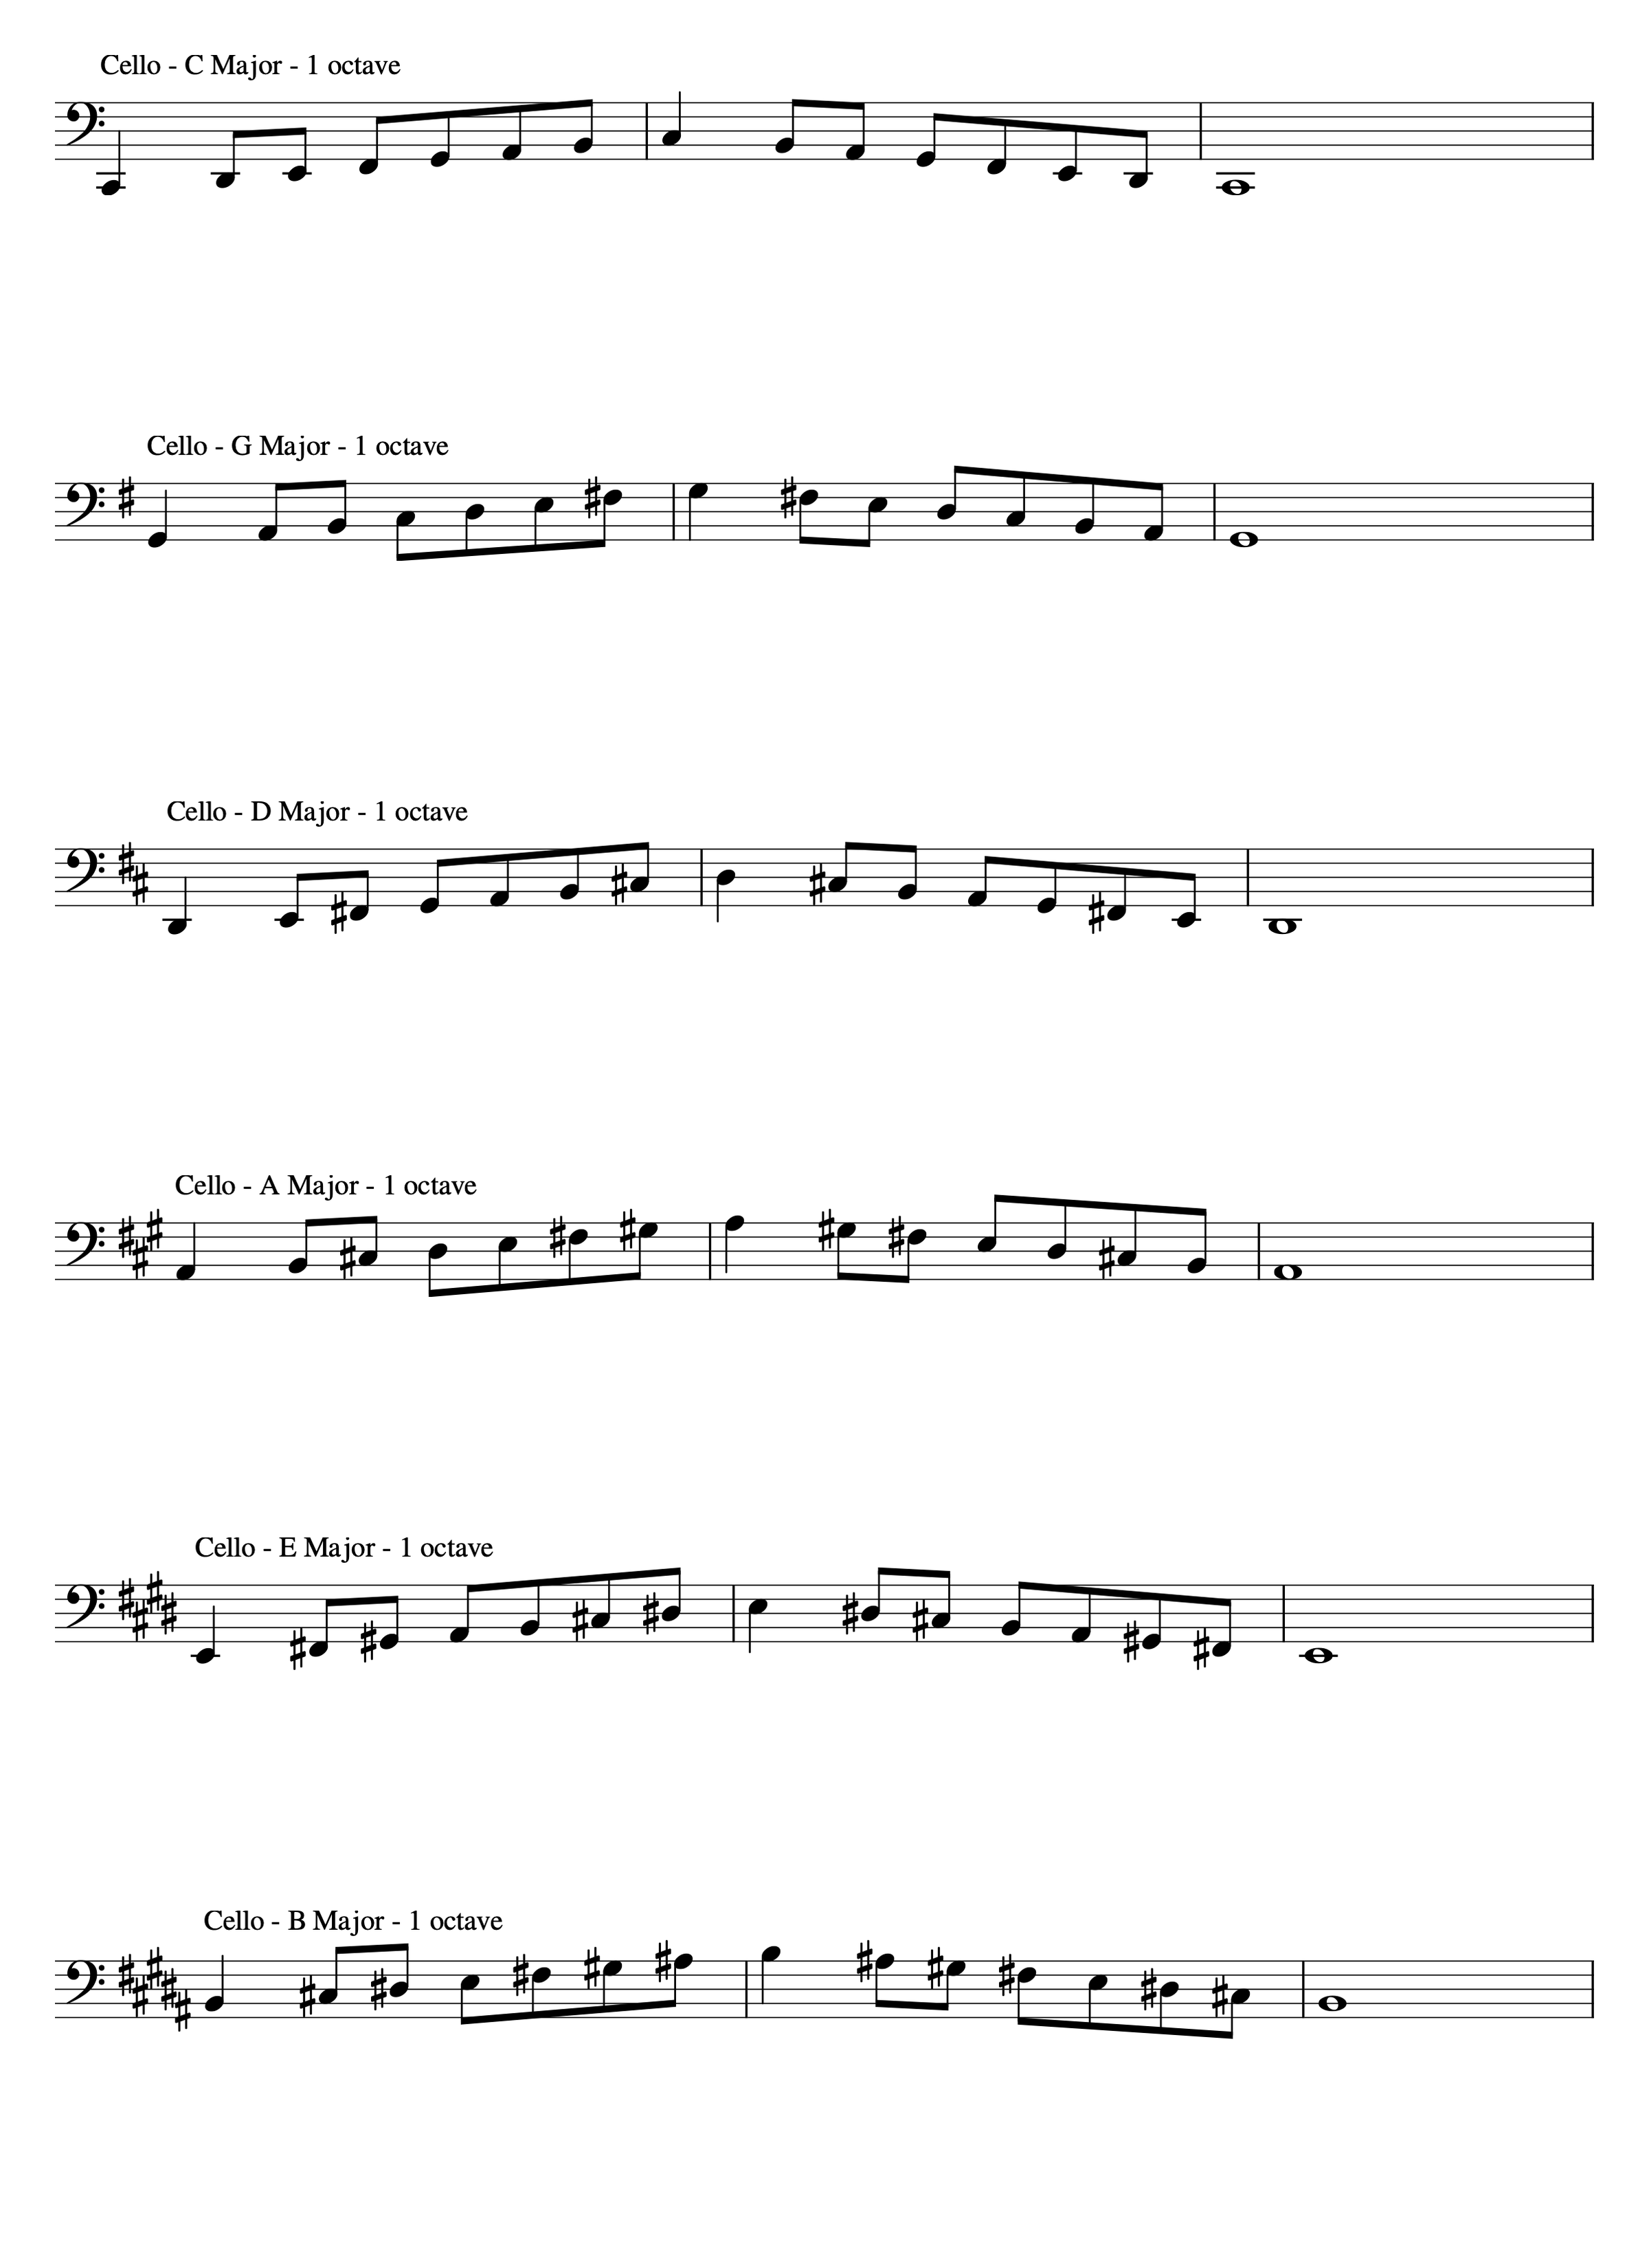 Cello - C Major - 1 octave
Cello - G Major - 1 octave
Cello - D Major - 1 octave
Cello - A Major - 1 octave
Cello - E Major - 1 octave
Cello - B Major - 1 octave